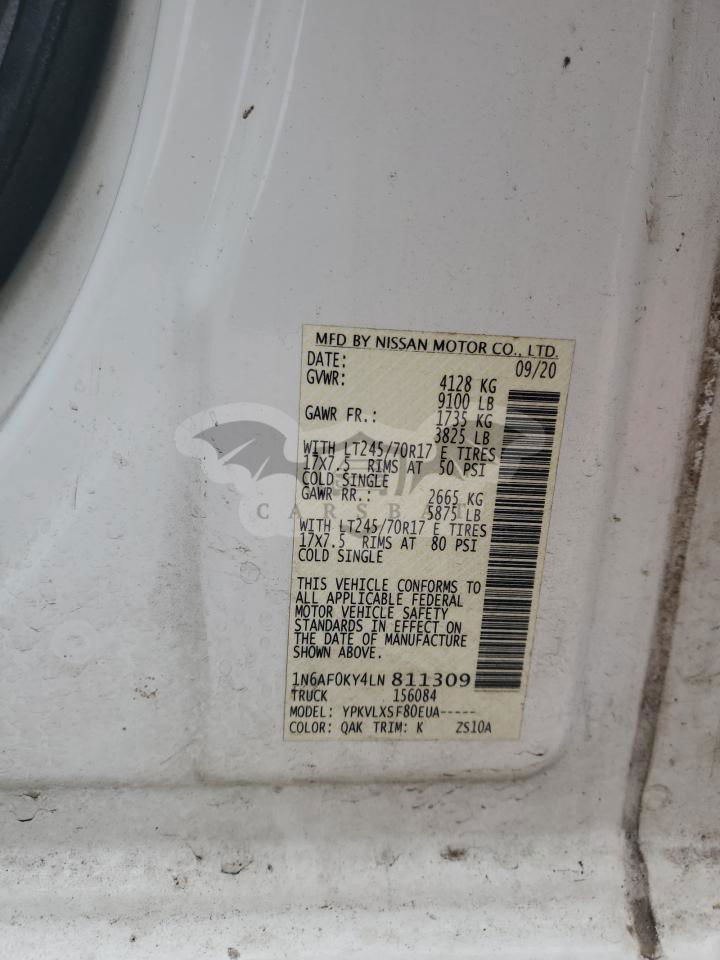 MFD BY NISSAN MOTOR CO., LTD.
DATE: 09/20
GVWR: 4128 KG
9100 LB
GAWR FR.: 1735 KG
3825 LB
WITH LT245/70R17 E TIRES
17X7.5 RIMS AT 50 PSI
COLD SINGLE
GAWR RR.: 2665 KG
5875 LB
CARSBAT
WITH LT245/70R17 E TIRES
17X7.5 RIMS AT 80 PSI
COLD SINGLE
THIS VEHICLE CONFORMS TO
ALL APPLICABLE FEDERAL
MOTOR VEHICLE SAFETY
STANDARDS IN EFFECT ON
THE DATE OF MANUFACTURE
SHOWN ABOVE.
1N6AF0KY4LN 811309
TRUCK 156084
MODEL: YPKVLXSF80EUA-----
COLOR: QAK TRIM: K ZS10A